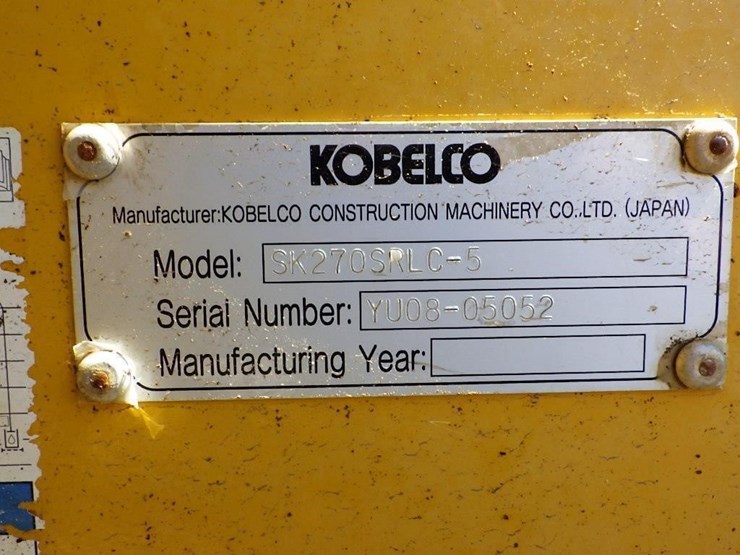 KOBELCO
Manufacturer:KOBELCO CONSTRUCTION MACHINERY CO.,LTD. (JAPAN)
Model: SK270SRLC-5
Serial Number: YU08-05052
Manufacturing Year: